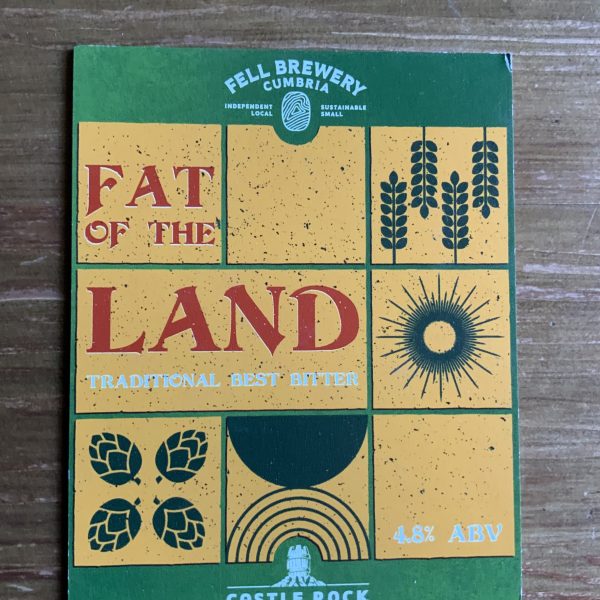 FELL BREWERY
CUMBRIA
INDEPENDENT SUSTAINABLE
LOCAL SMALL
FAT
OF THE
LAND
TRADITIONAL BEST BITTER
4.8% ABV
CASTLE ROCK